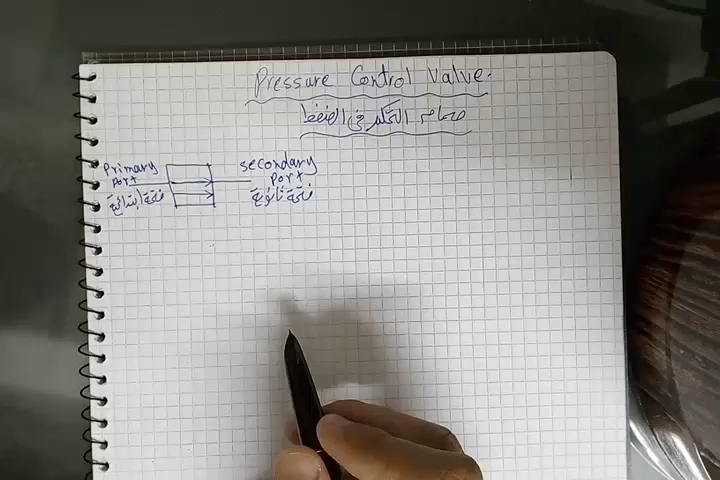 Pressure Control Valve.
صمام التحكم في الضغط
Primary
port
فتحة ابتدائية
secondary
port
فتحة ثانوية